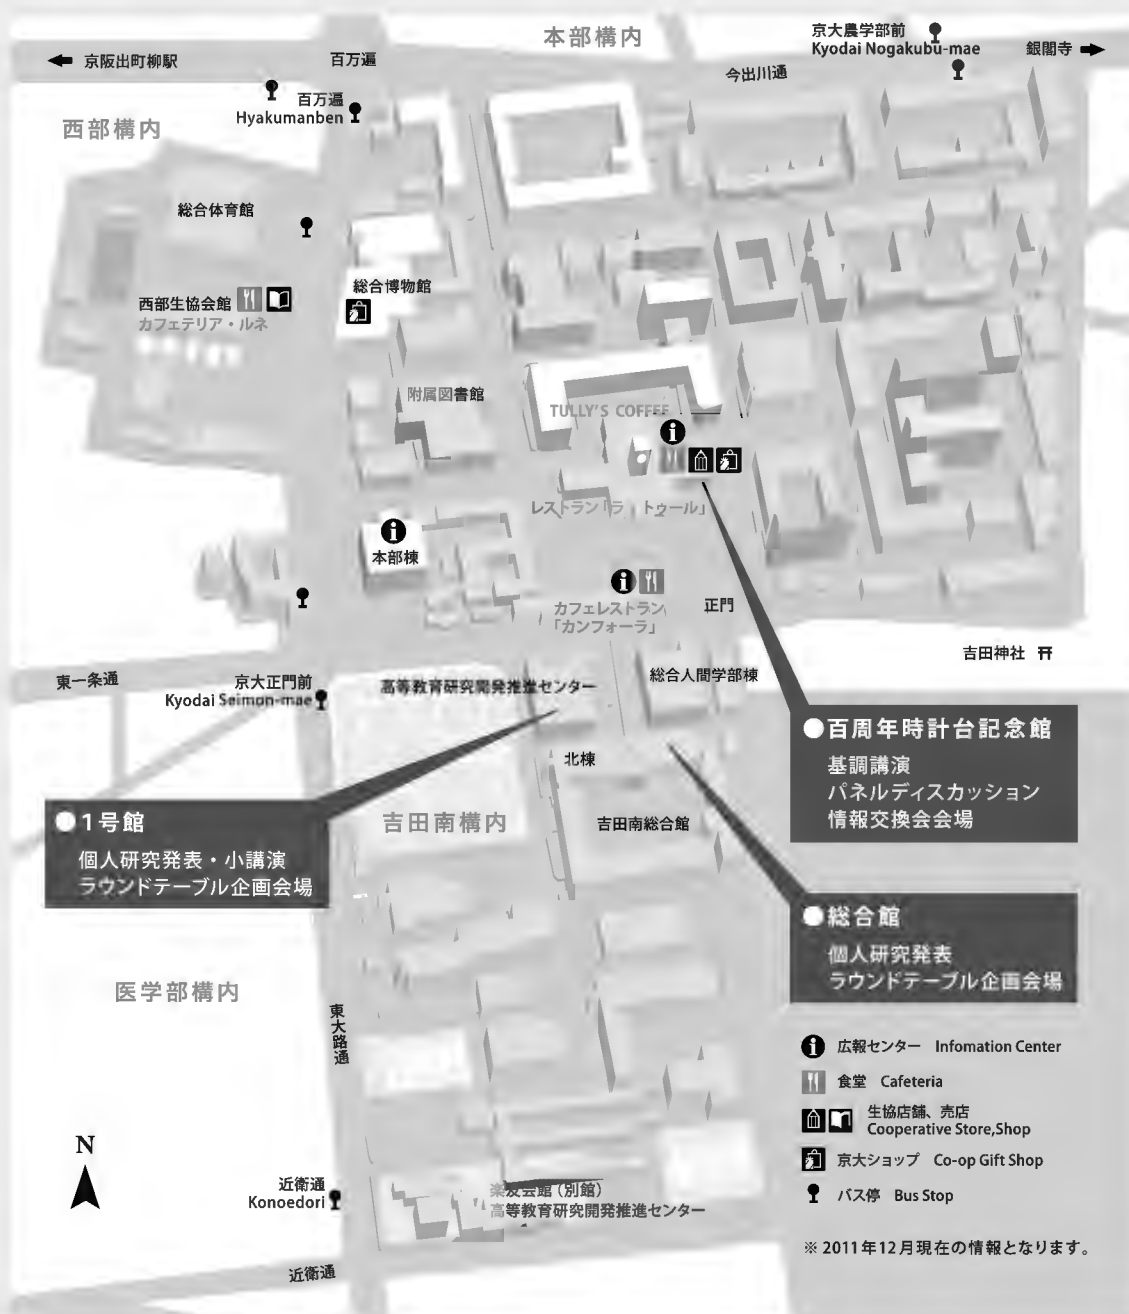 本部構内
京大農学部前
Kyodai Nogakubu-mae
銀閣寺
京阪出町柳駅
百万遍
今出川通
百万遍
Hyakumanben
西部構内
総合体育館
総合博物館
西部生協会館
カフェテリア・ルネ
附属図書館
TULLY'S COFFEE
レストラン「ラ トゥール」
本部棟
カフェレストラン
「カンフォーラ」
正門
吉田神社
東一条通
京大正門前
Kyodai Seimon-mae
高等教育研究開発推進センター
総合人間学部棟
●百周年時計台記念館
基調講演
パネルディスカッション
情報交換会会場
北棟
●1号館
個人研究発表・小講演
ラウンドテーブル企画会場
吉田南構内
吉田南総合館
●総合館
個人研究発表
ラウンドテーブル企画会場
医学部構内
東大路通
広報センター Infomation Center
食堂 Cafeteria
生協店舗、売店
Cooperative Store,Shop
京大ショップ Co-op Gift Shop
バス停 Bus Stop
N
近衛通
Konoedori
楽友会館（別館）
高等教育研究開発推進センター
※2011年12月現在の情報となります。
近衛通